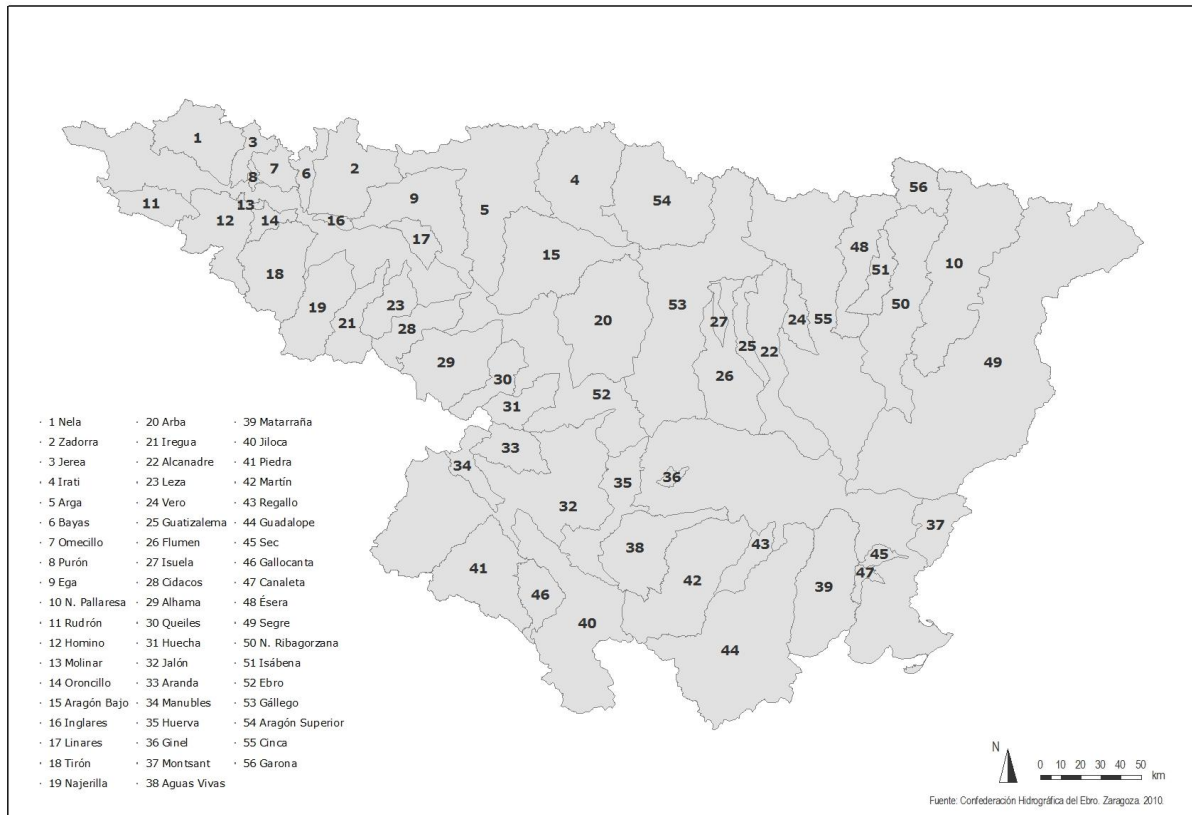 1
3
7
8
6
2
9
4
5
54
56
11
13
12
14
16
17
15
48
51
10
18
50
19
23
21
28
20
53
27
24
55
25
22
26
49
29
30
52
31
33
34
35
36
32
37
38
43
45
41
46
42
39
47
40
44
· 1 Nela
· 2 Zadorra
· 3 Jerea
· 4 Irati
· 5 Arga
· 6 Bayas
· 7 Omecillo
· 8 Purón
· 9 Ega
· 10 N. Pallaresa
· 11 Rudrón
· 12 Homino
· 13 Molinar
· 14 Oroncillo
· 15 Aragón Bajo
· 16 Inglares
· 17 Linares
· 18 Tirón
· 19 Najerilla
· 20 Arba
· 21 Iregua
· 22 Alcanadre
· 23 Leza
· 24 Vero
· 25 Guatizalema
· 26 Flumen
· 27 Isuela
· 28 Cidacos
· 29 Alhama
· 30 Queiles
· 31 Huecha
· 32 Jalón
· 33 Aranda
· 34 Manubles
· 35 Huerva
· 36 Ginel
· 37 Montsant
· 38 Aguas Vivas
· 39 Matarraña
· 40 Jiloca
· 41 Piedra
· 42 Martín
· 43 Regallo
· 44 Guadalope
· 45 Sec
· 46 Gallocanta
· 47 Canaleta
· 48 Ésera
· 49 Segre
· 50 N. Ribagorzana
· 51 Isábena
· 52 Ebro
· 53 Gállego
· 54 Aragón Superior
· 55 Cinca
· 56 Garona
N
0 10 20 30 40 50
km
Fuente: Confederación Hidrográfica del Ebro. Zaragoza. 2010.